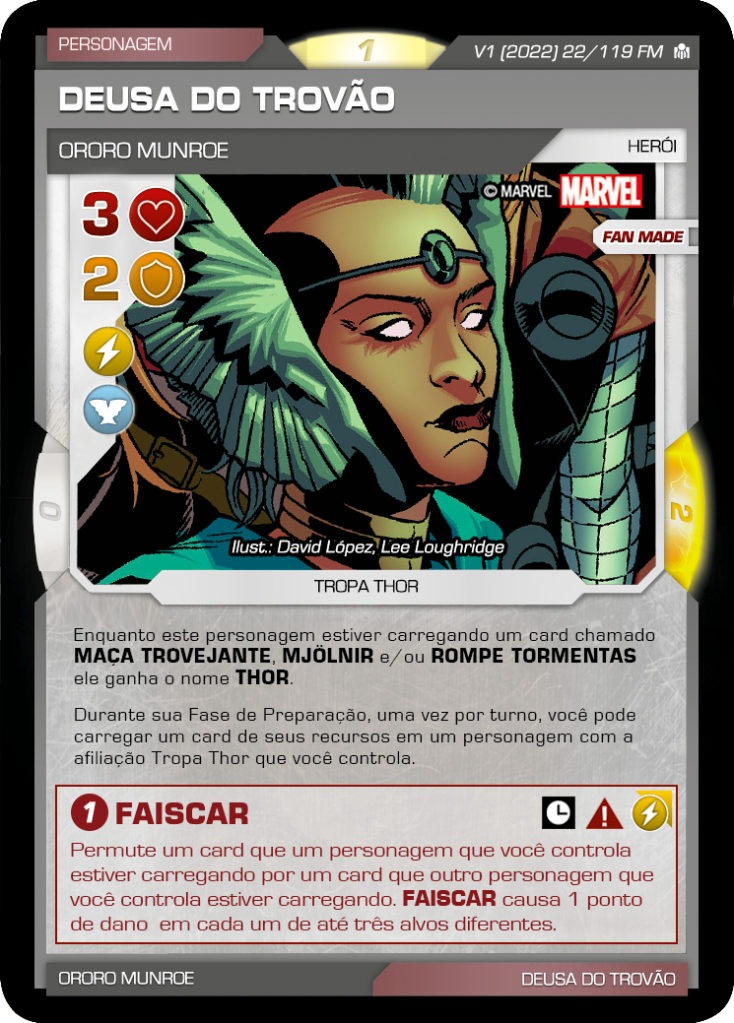 PERSONAGEM
1
V1 (2022) 22/119 FM
DEUSA DO TROVÃO
ORORO MUNROE
HERÓI
© MARVEL MARVEL
3
FAN MADE
2
0
2
Ilust.: David López, Lee Loughridge
TROPA THOR
Enquanto este personagem estiver carregando um card chamado
MAÇA TROVEJANTE, MJÖLNIR e/ou ROMPE TORMENTAS
ele ganha o nome THOR.
Durante sua Fase de Preparação, uma vez por turno, você pode
carregar um card de seus recursos em um personagem com a
afiliação Tropa Thor que você controla.
1 FAISCAR
Permute um card que um personagem que você controla
estiver carregando por um card que outro personagem que
você controla estiver carregando. FAISCAR causa 1 ponto
de dano em cada um de até três alvos diferentes.
ORORO MUNROE
DEUSA DO TROVÃO